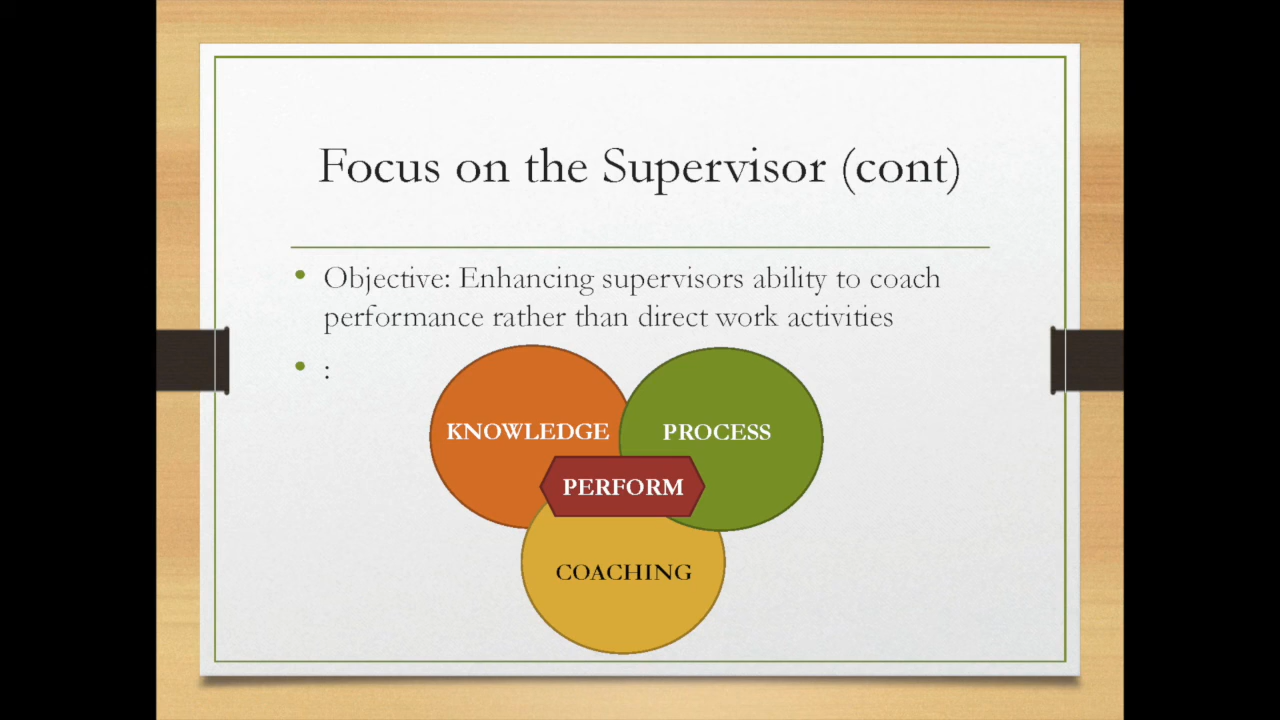 Focus on the Supervisor (cont)
• Objective: Enhancing supervisors ability to coach
performance rather than direct work activities
• :
KNOWLEDGE
PROCESS
PERFORM
COACHING